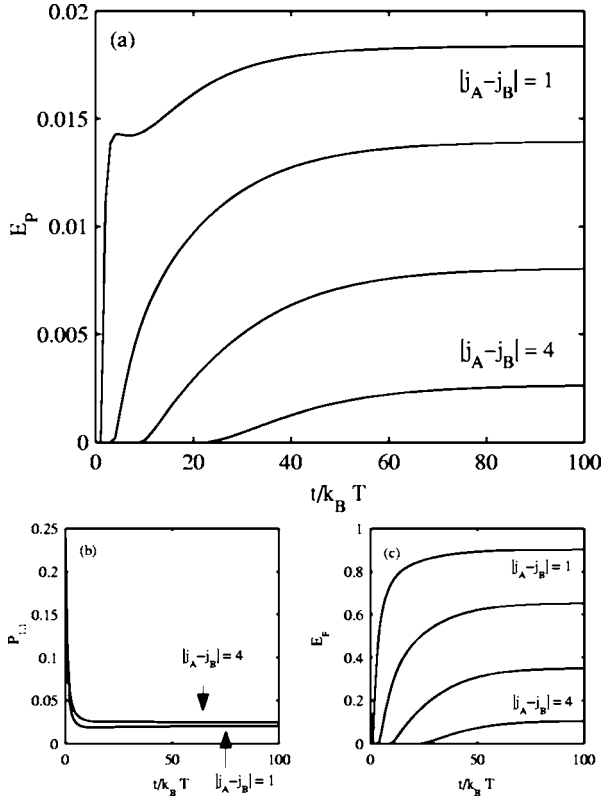 0.02
(a)
|j_A−j_B| = 1
0.015
E_P
0.01
0.005
|j_A−j_B| = 4
0
0 20 40 60 80 100
t/k_B T
0.25
(b)
0.2
0.15
P_1,1
0.1
|j_A−j_B| = 4
0.05
0
|j_A−j_B| = 1
0 50 100
t/k_B T
1
(c)
|j_A−j_B| = 1
0.8
0.6
E_F
0.4
0.2
|j_A−j_B| = 4
0
0 50 100
t/k_B T